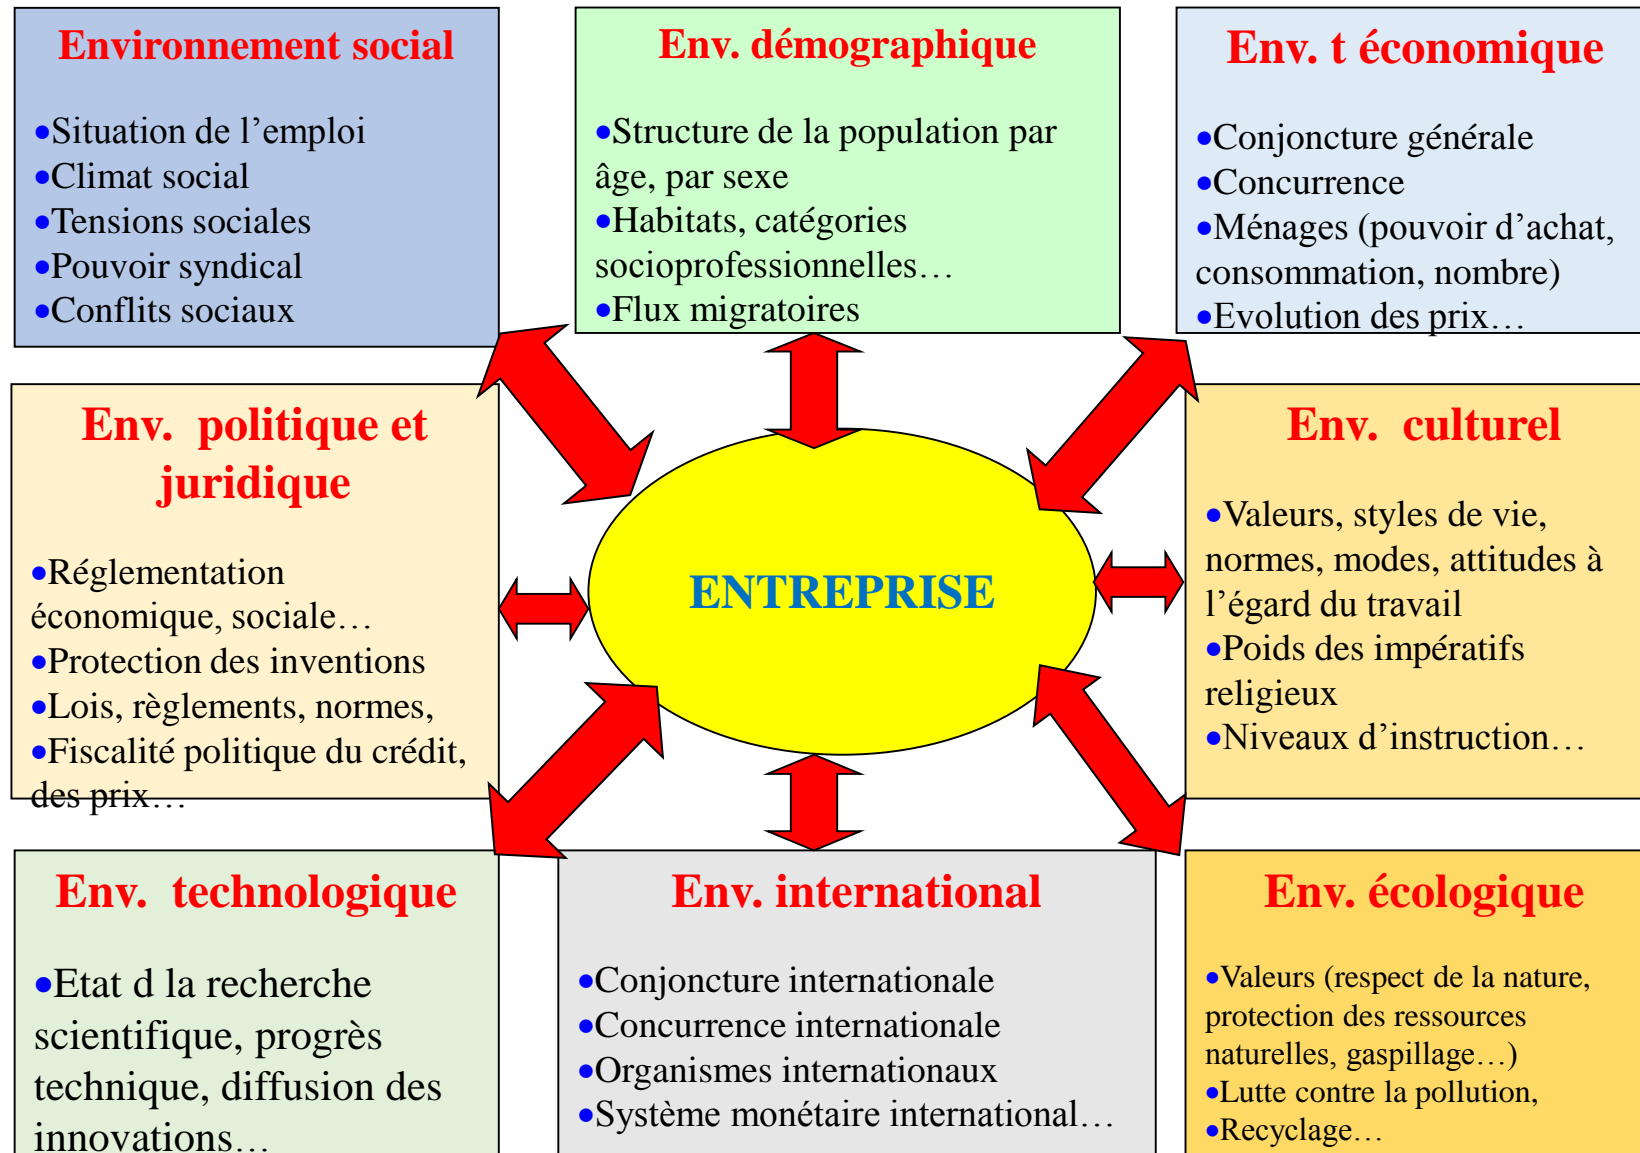 Environnement social
•Situation de l’emploi
•Climat social
•Tensions sociales
•Pouvoir syndical
•Conflits sociaux
Env. démographique
•Structure de la population par
âge, par sexe
•Habitats, catégories
socioprofessionnelles…
•Flux migratoires
Env. t économique
•Conjoncture générale
•Concurrence
•Ménages (pouvoir d’achat,
consommation, nombre)
•Evolution des prix…
Env. politique et
juridique
•Réglementation
économique, sociale…
•Protection des inventions
•Lois, règlements, normes,
•Fiscalité politique du crédit,
des prix…
ENTREPRISE
Env. culturel
•Valeurs, styles de vie,
normes, modes, attitudes à
l’égard du travail
•Poids des impératifs
religieux
•Niveaux d’instruction…
Env. technologique
•Etat d la recherche
scientifique, progrès
technique, diffusion des
innovations…
Env. international
•Conjoncture internationale
•Concurrence internationale
•Organismes internationaux
•Système monétaire international…
Env. écologique
•Valeurs (respect de la nature,
protection des ressources
naturelles, gaspillage…)
•Lutte contre la pollution,
•Recyclage…